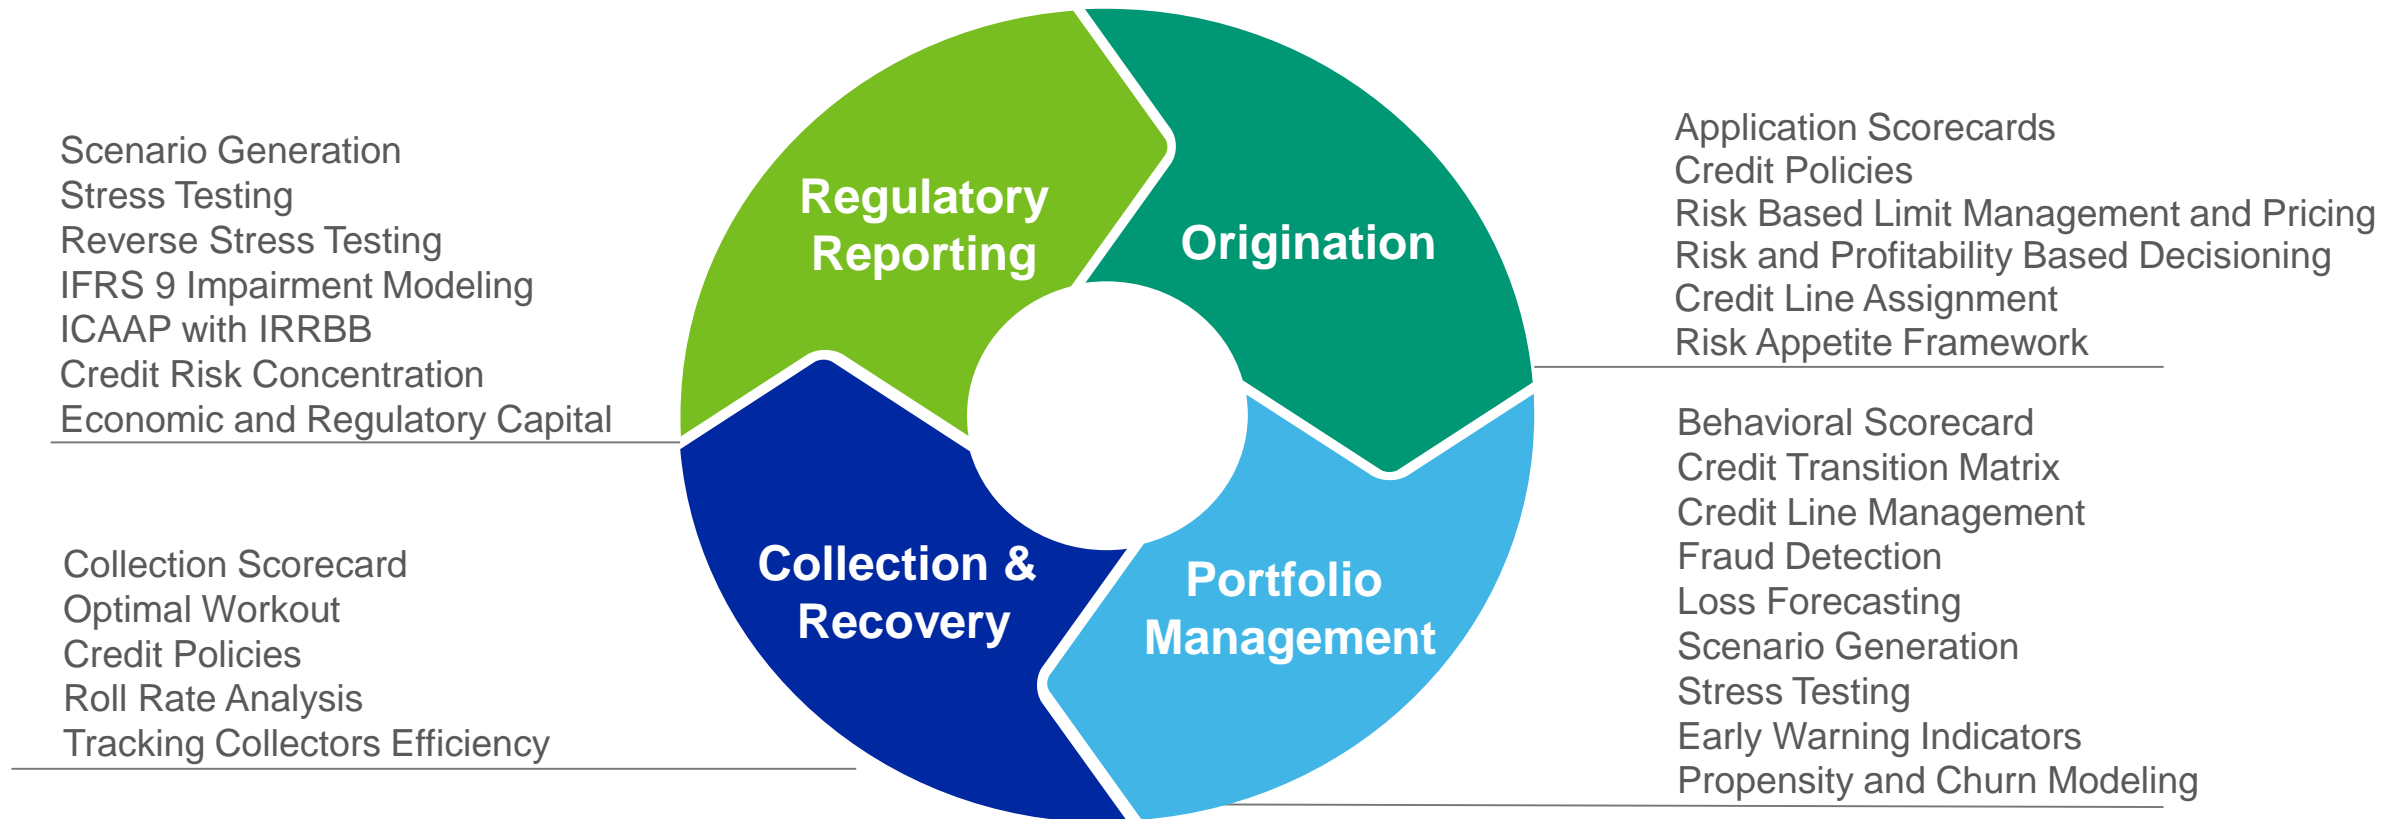 Scenario Generation
Stress Testing
Reverse Stress Testing
IFRS 9 Impairment Modeling
ICAAP with IRRBB
Credit Risk Concentration
Economic and Regulatory Capital
Regulatory
Reporting
Origination
Application Scorecards
Credit Policies
Risk Based Limit Management and Pricing
Risk and Profitability Based Decisioning
Credit Line Assignment
Risk Appetite Framework
Collection Scorecard
Optimal Workout
Credit Policies
Roll Rate Analysis
Tracking Collectors Efficiency
Collection &
Recovery
Portfolio
Management
Behavioral Scorecard
Credit Transition Matrix
Credit Line Management
Fraud Detection
Loss Forecasting
Scenario Generation
Stress Testing
Early Warning Indicators
Propensity and Churn Modeling